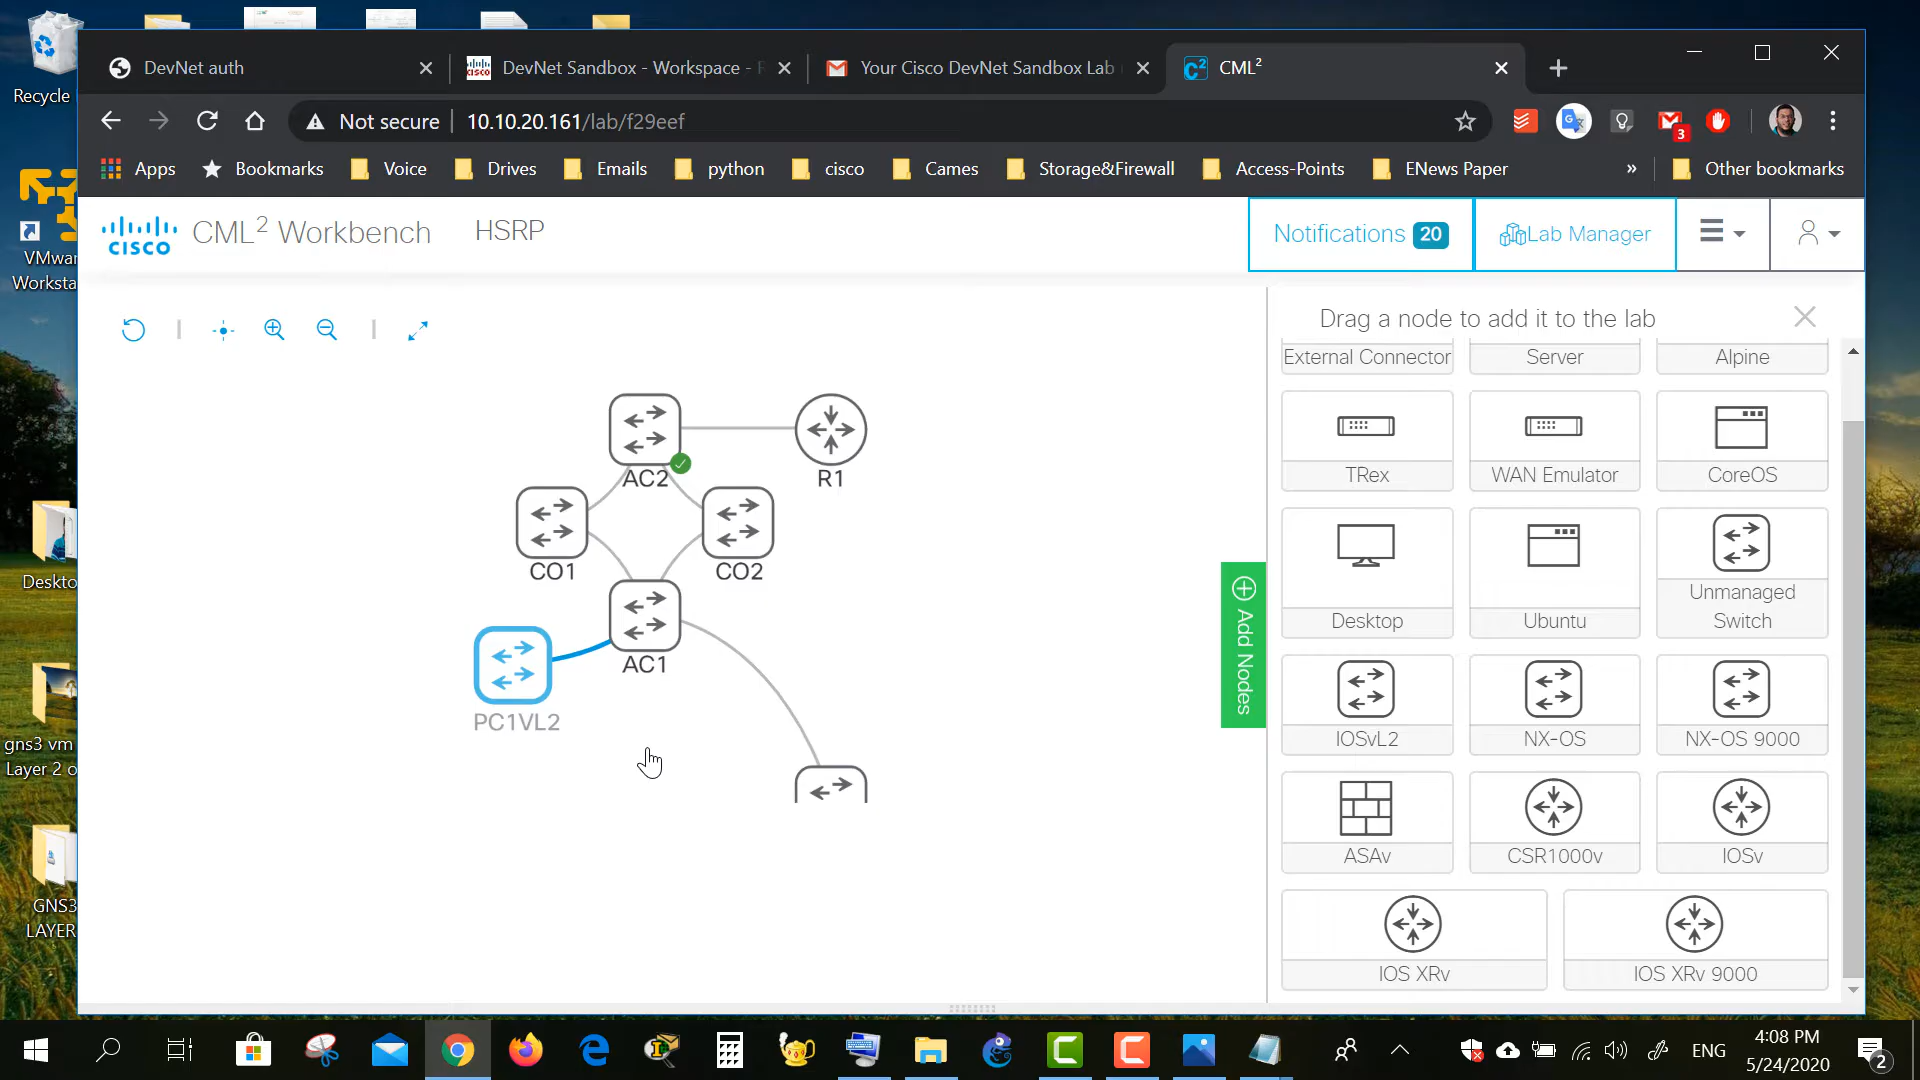 DevNet auth
DevNet Sandbox - Workspace -
Your Cisco DevNet Sandbox Lab
CML²
Recycle
Not secure
10.10.20.161/lab/f29eef
3
Apps
Bookmarks
Voice
Drives
Emails
python
cisco
Cames
Storage&Firewall
Access-Points
ENews Paper
»
Other bookmarks
CISCO
CML² Workbench
HSRP
Notifications 20
Lab Manager
VMwar
Worksta
Drag a node to add it to the lab
External Connector
Server
Alpine
TRex
WAN Emulator
CoreOS
Desktop
Ubuntu
Unmanaged
Switch
IOSvL2
NX-OS
NX-OS 9000
ASAv
CSR1000v
IOSv
IOS XRv
IOS XRv 9000
Add Nodes
AC2
R1
CO1
CO2
AC1
PC1VL2
Deskto
gns3 vm
Layer 2 o
GNS3
LAYER
ENG
4:08 PM
5/24/2020
2